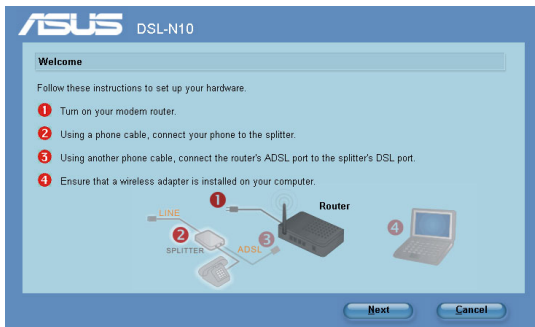 ASUS DSL-N10
Welcome
Follow these instructions to set up your hardware.
1 Turn on your modem router.
2 Using a phone cable, connect your phone to the splitter.
3 Using another phone cable, connect the router's ADSL port to the splitter's DSL port.
4 Ensure that a wireless adapter is installed on your computer.
LINE
1
Router
2
SPLITTER
ADSL
3
4
Next
Cancel